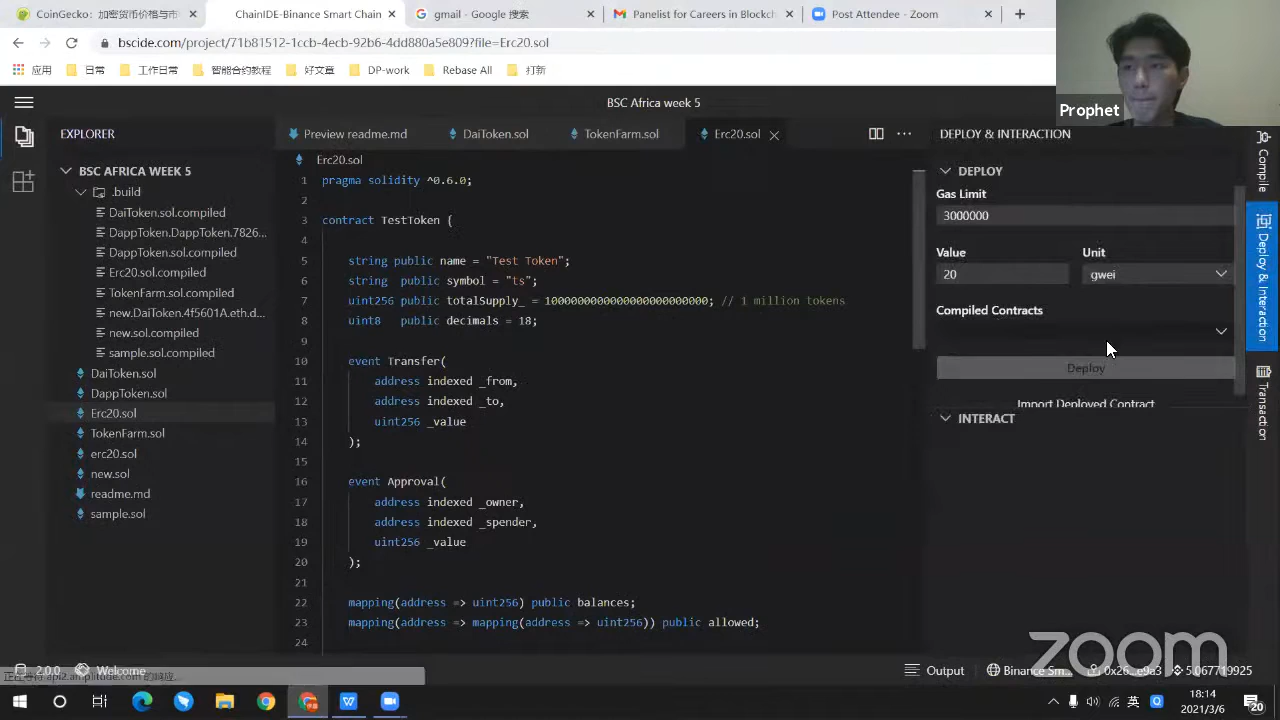 CoinGecko: 加密货币价格与市
ChainIDE-Binance Smart Chain
gmail - Google 搜索
Panelist for Careers in Blockch
Post Attendee - Zoom
bscide.com/project/71b81512-1ccb-4ecb-92b6-4dd880a5e809?file=Erc20.sol
应用 日常 工作日常 智能合约教程 好文章 DP-work Rebase All 打新
Prophet
BSC Africa week 5
EXPLORER
BSC AFRICA WEEK 5
.build
DaiToken.sol.compiled
DappToken.DappToken.7826...
DappToken.sol.compiled
Erc20.sol.compiled
TokenFarm.sol.compiled
new.DaiToken.4f5601A.eth.d...
new.sol.compiled
sample.sol.compiled
DaiToken.sol
DappToken.sol
Erc20.sol
TokenFarm.sol
erc20.sol
new.sol
readme.md
sample.sol
Preview readme.md DaiToken.sol TokenFarm.sol Erc20.sol
Erc20.sol
1 pragma solidity ^0.6.0;
2
3 contract TestToken {
4
5 string public name = "Test Token";
6 string public symbol = "ts";
7 uint256 public totalSupply_ = 1000000000000000000000000; // 1 million tokens
8 uint8 public decimals = 18;
9
10 event Transfer(
11 address indexed _from,
12 address indexed _to,
13 uint256 _value
14 );
15
16 event Approval(
17 address indexed _owner,
18 address indexed _spender,
19 uint256 _value
20 );
21
22 mapping(address => uint256) public balances;
23 mapping(address => mapping(address => uint256)) public allowed;
24
DEPLOY & INTERACTION
DEPLOY
Gas Limit
3000000
Value Unit
20 gwei
Compiled Contracts
Deploy
Import Deployed Contract
INTERACT
Compile
Deploy & Interaction
Transaction
zoom
2.0.0 Welcome
Output Binance Sm... 0x26...e9a3 5.067719925
英
18:14
2021/3/6
20